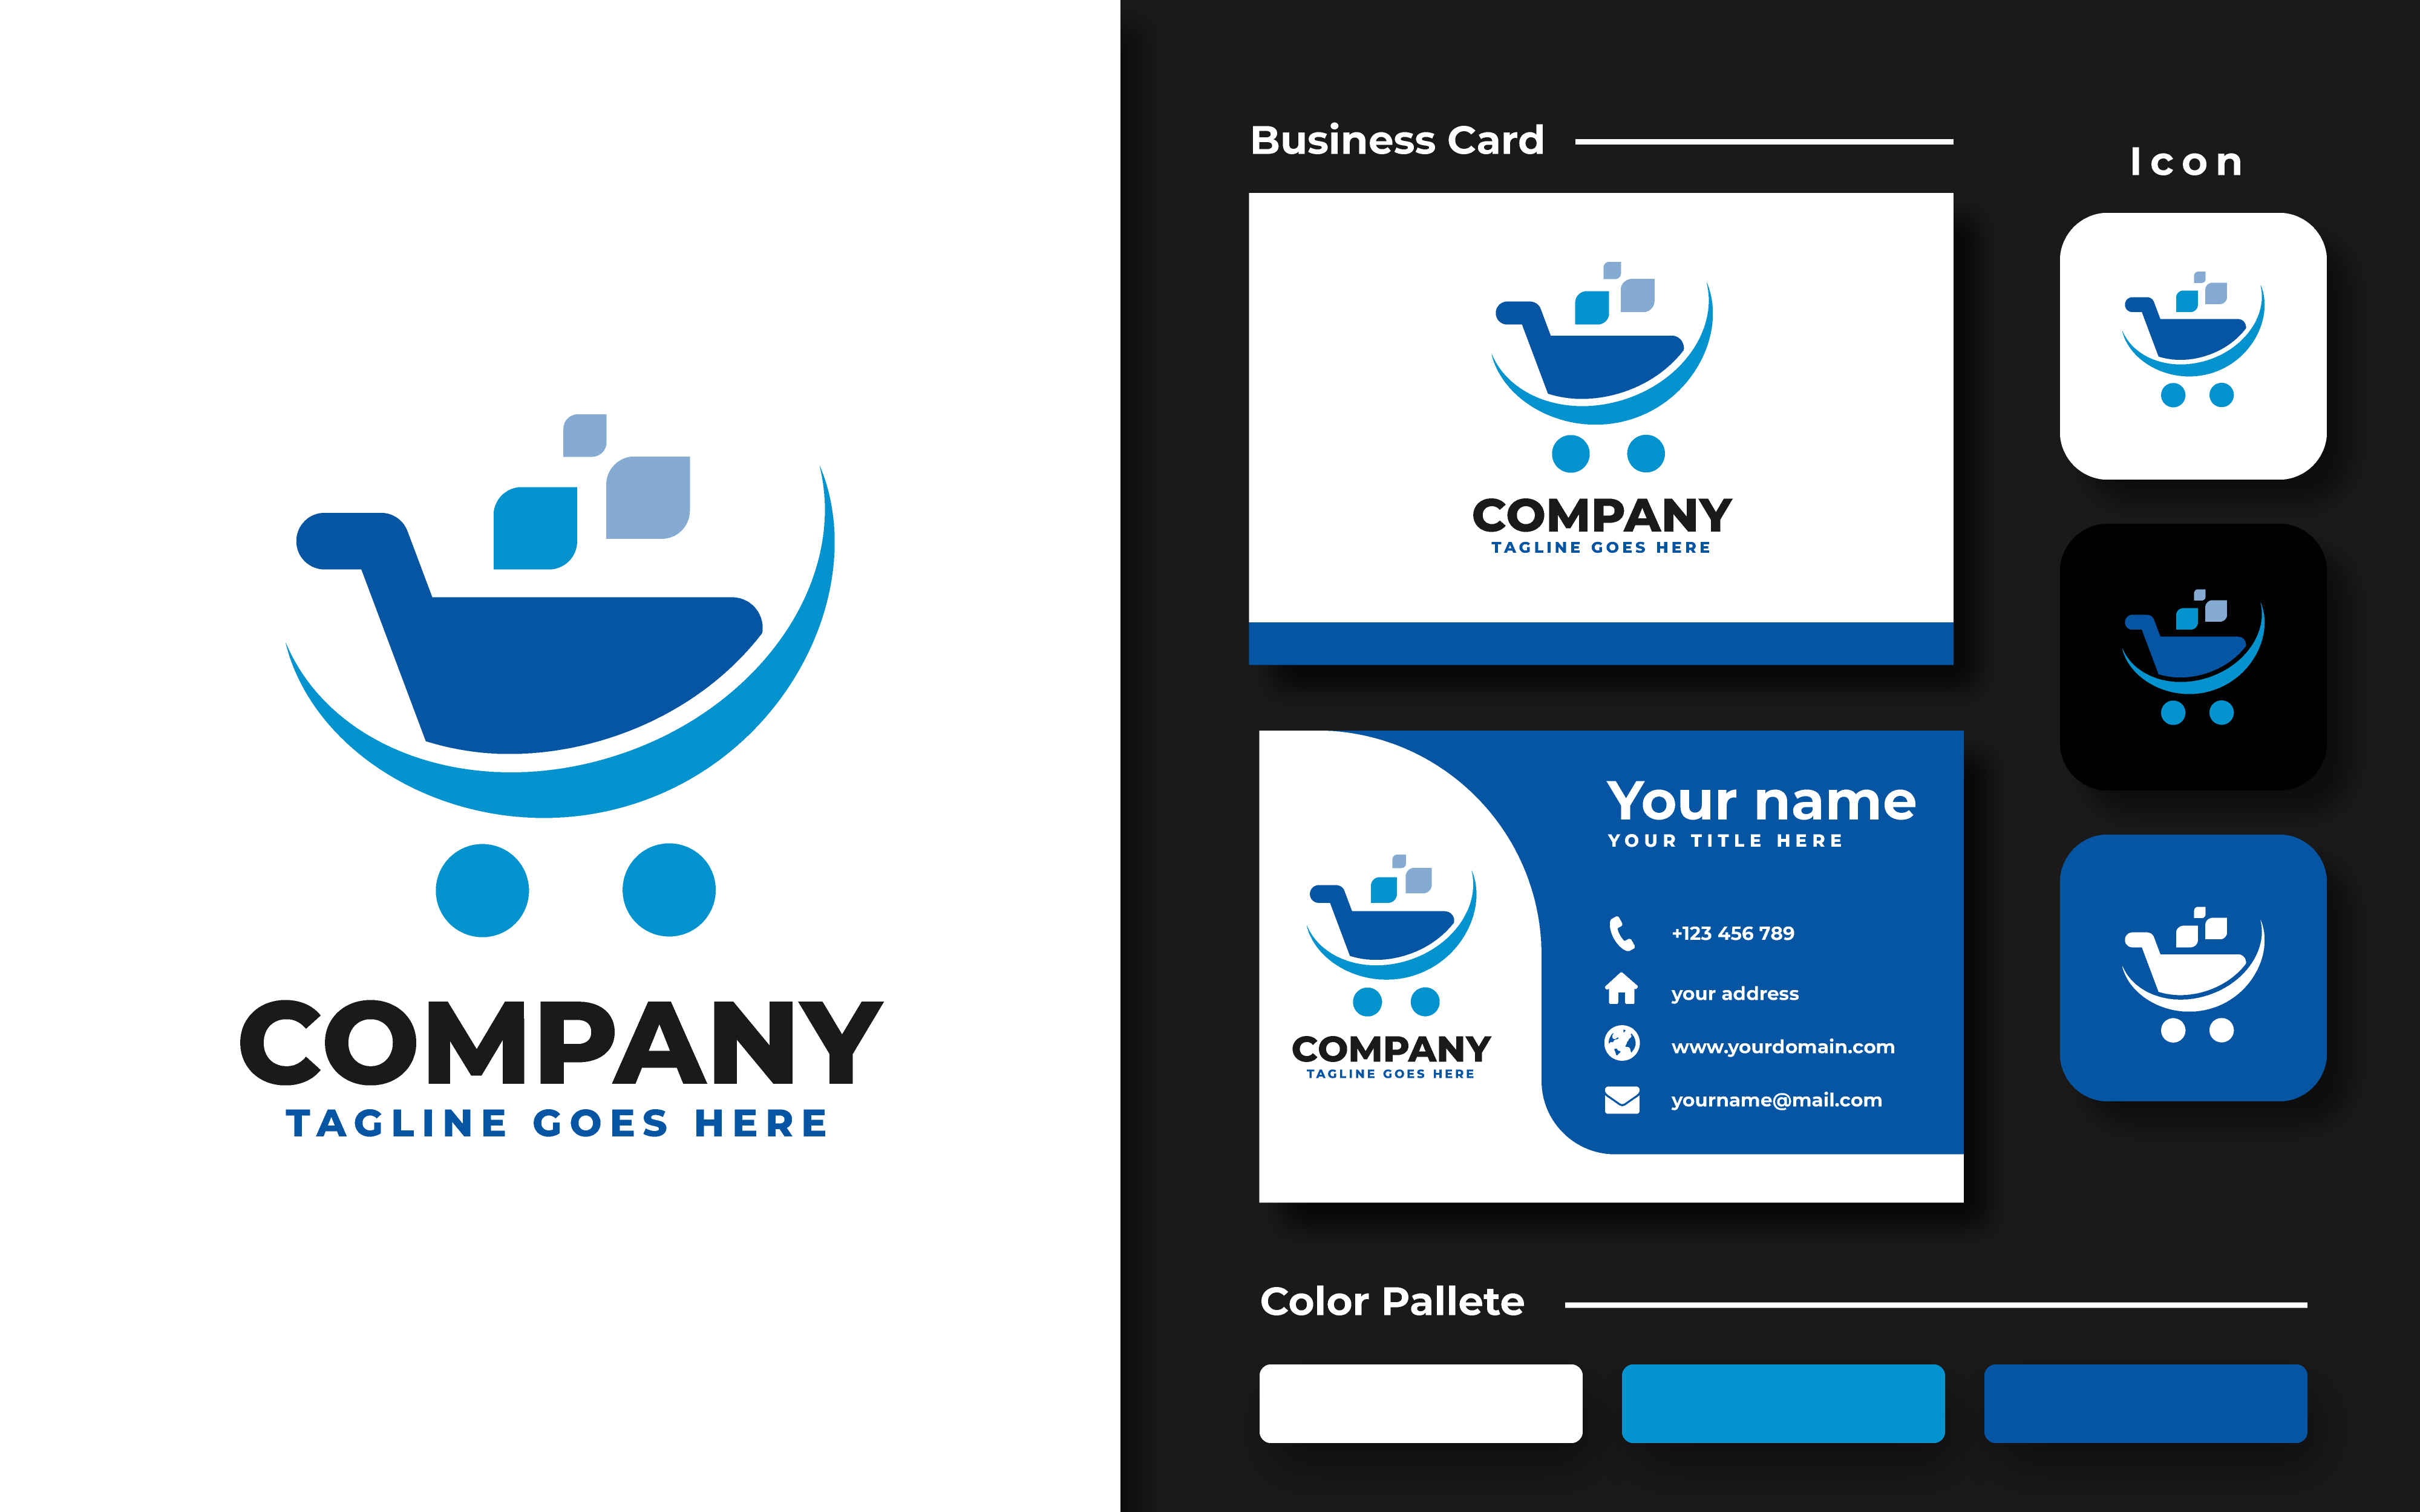 COMPANY
TAGLINE GOES HERE
Business Card
COMPANY
TAGLINE GOES HERE
Your name
YOUR TITLE HERE
+123 456 789
your address
www.yourdomain.com
yourname@mail.com
COMPANY
TAGLINE GOES HERE
Icon
Color Pallete